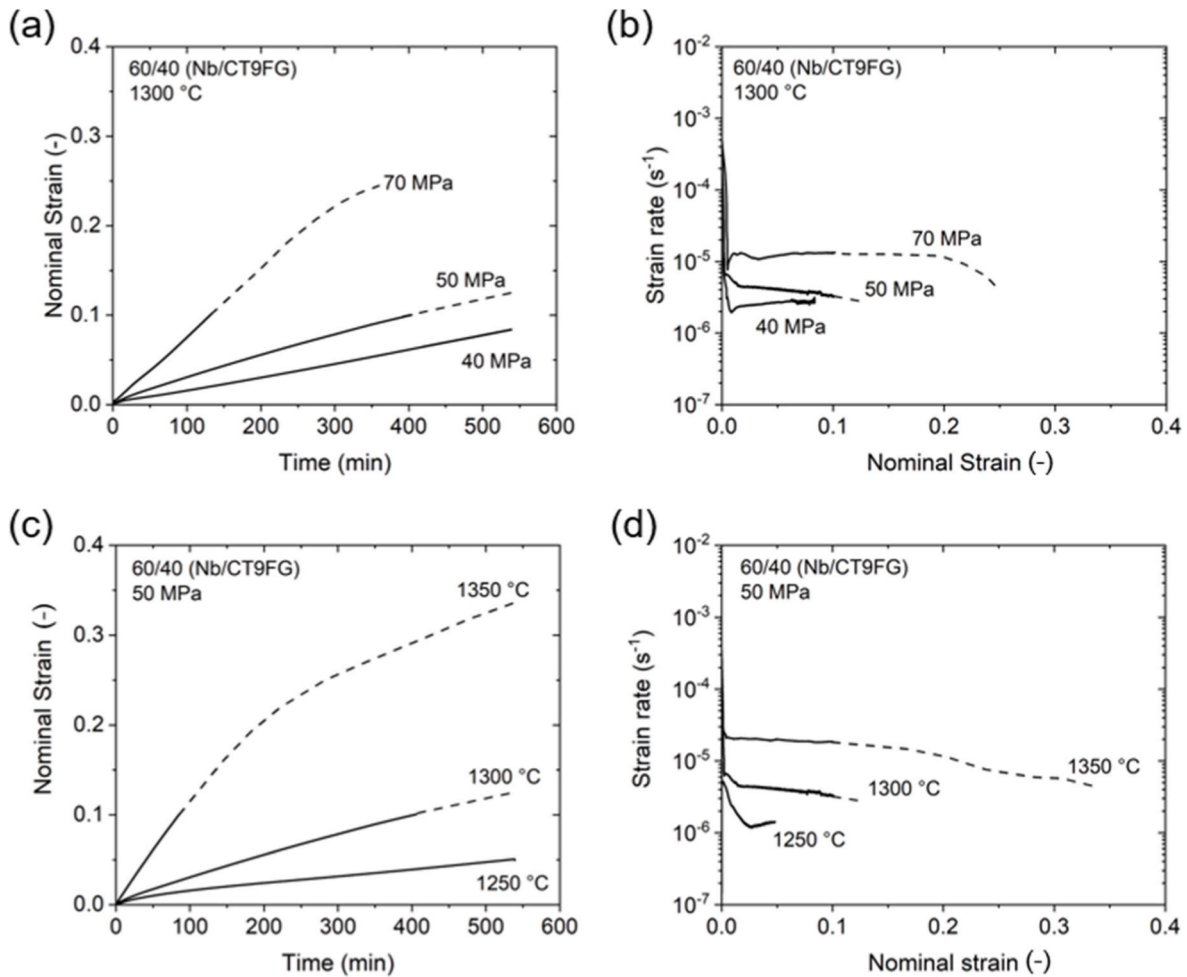 (a)
0.4
0.3
0.2
0.1
0.0
Nominal Strain (-)
60/40 (Nb/CT9FG)
1300 °C
70 MPa
50 MPa
40 MPa
0 100 200 300 400 500 600
Time (min)
(b)
10⁻²
10⁻³
10⁻⁴
10⁻⁵
10⁻⁶
10⁻⁷
Strain rate (s⁻¹)
60/40 (Nb/CT9FG)
1300 °C
70 MPa
50 MPa
40 MPa
0.0 0.1 0.2 0.3 0.4
Nominal Strain (-)
(c)
0.4
0.3
0.2
0.1
0.0
Nominal Strain (-)
60/40 (Nb/CT9FG)
50 MPa
1350 °C
1300 °C
1250 °C
0 100 200 300 400 500 600
Time (min)
(d)
10⁻²
10⁻³
10⁻⁴
10⁻⁵
10⁻⁶
10⁻⁷
Strain rate (s⁻¹)
60/40 (Nb/CT9FG)
50 MPa
1350 °C
1300 °C
1250 °C
0.0 0.1 0.2 0.3 0.4
Nominal strain (-)